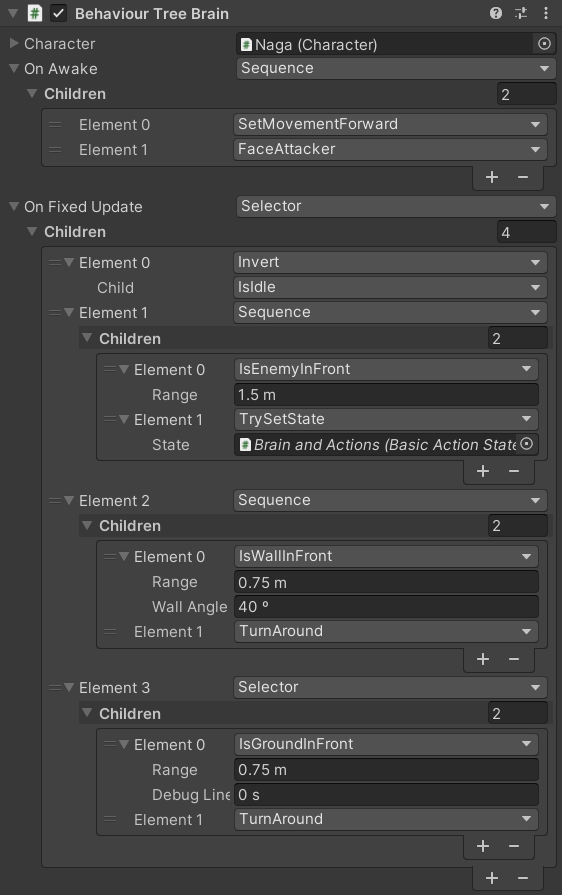 Behaviour Tree Brain
Character Naga (Character)
On Awake Sequence
Children 2
Element 0 SetMovementForward
Element 1 FaceAttacker
On Fixed Update Selector
Children 4
Element 0 Invert
Child IsIdle
Element 1 Sequence
Children 2
Element 0 IsEnemyInFront
Range 1.5 m
Element 1 TrySetState
State Brain and Actions (Basic Action State
Element 2 Sequence
Children 2
Element 0 IsWallInFront
Range 0.75 m
Wall Angle 40 º
Element 1 TurnAround
Element 3 Selector
Children 2
Element 0 IsGroundInFront
Range 0.75 m
Debug Line 0 s
Element 1 TurnAround